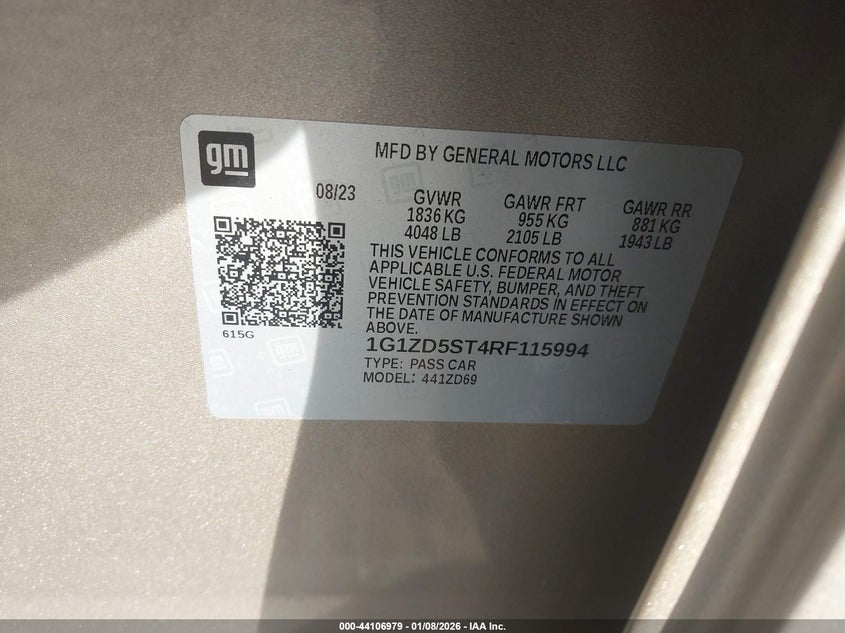 gm
MFD BY GENERAL MOTORS LLC
08/23
GVWR GAWR FRT GAWR RR
1836 KG 955 KG 881 KG
4048 LB 2105 LB 1943 LB
THIS VEHICLE CONFORMS TO ALL
APPLICABLE U.S. FEDERAL MOTOR
VEHICLE SAFETY, BUMPER, AND THEFT
PREVENTION STANDARDS IN EFFECT ON
THE DATE OF MANUFACTURE SHOWN
ABOVE.
615G
1G1ZD5ST4RF115994
TYPE: PASS CAR
MODEL: 441ZD69
000-44106979 - 01/08/2026 - IAA Inc.